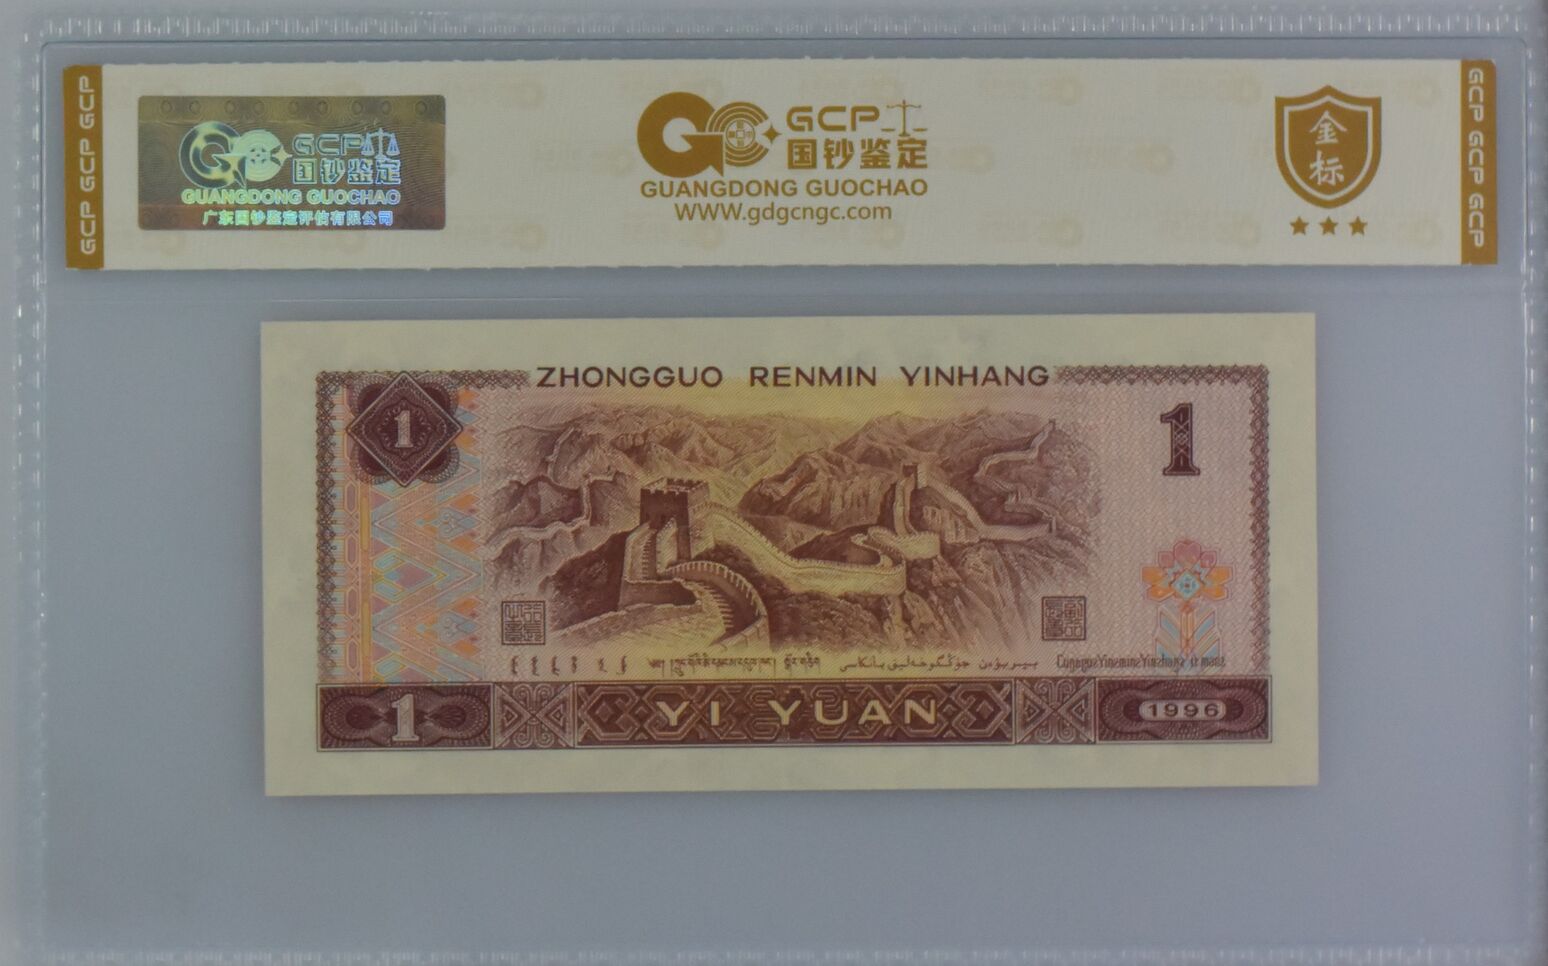 GCP GCP GCP
GCP
国钞鉴定
GUANGDONG GUOCHAO
广东国钞鉴定评估有限公司
GCP
国钞鉴定
GUANGDONG GUOCHAO
WWW.gdgcngc.com
金标
GCP GCP GCP
ZHONGGUO RENMIN YINHANG
1
1
1
YI YUAN
1996